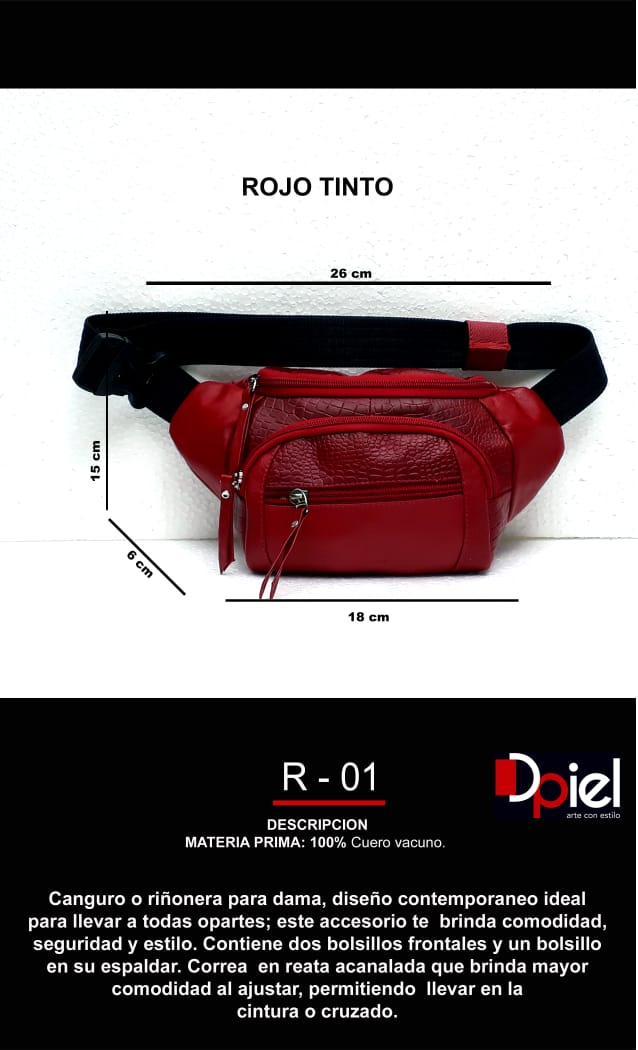 ROJO TINTO
26 cm
15 cm
6 cm
18 cm
R - 01
Dpiel
arte con estilo
DESCRIPCION
MATERIA PRIMA: 100% Cuero vacuno.
Canguro o riñonera para dama, diseño contemporaneo ideal
para llevar a todas opartes; este accesorio te brinda comodidad,
seguridad y estilo. Contiene dos bolsillos frontales y un bolsillo
en su espaldar. Correa en reata acanalada que brinda mayor
comodidad al ajustar, permitiendo llevar en la
cintura o cruzado.